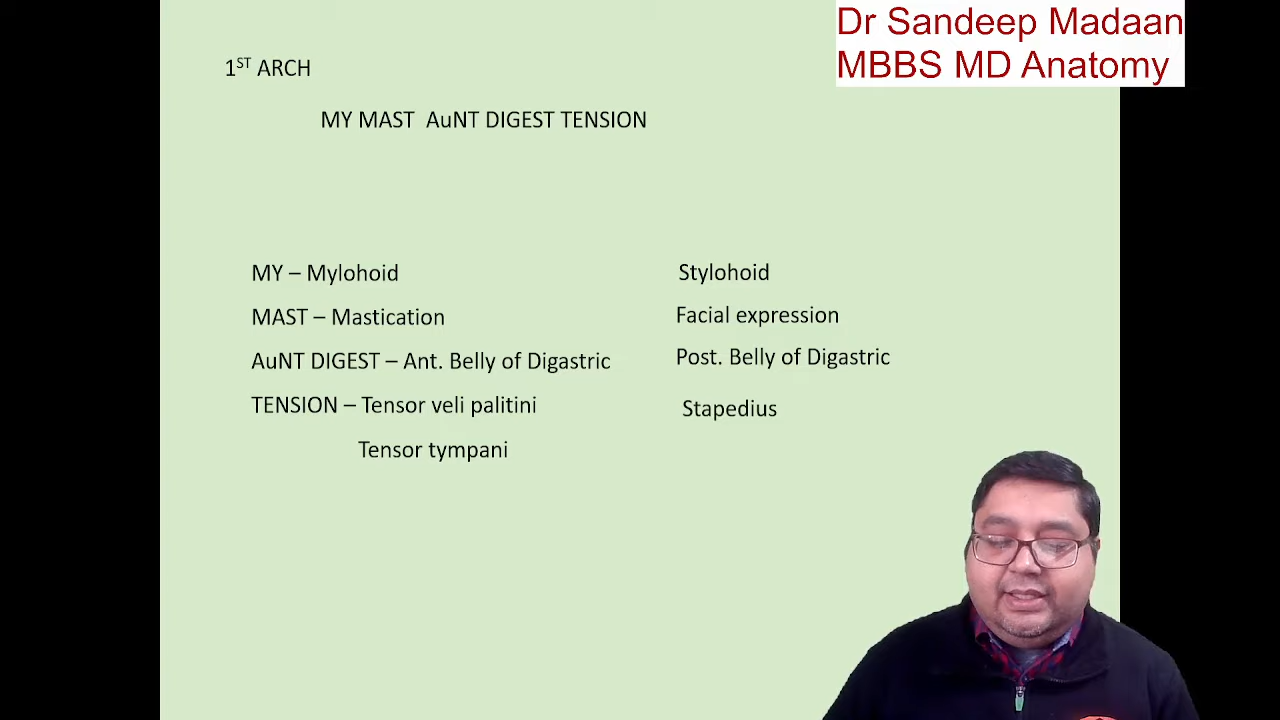 Dr Sandeep Madaan
MBBS MD Anatomy
1ST ARCH
MY MAST AuNT DIGEST TENSION
MY – Mylohoid
MAST – Mastication
AuNT DIGEST – Ant. Belly of Digastric
TENSION – Tensor veli palitini
Tensor tympani
Stylohoid
Facial expression
Post. Belly of Digastric
Stapedius